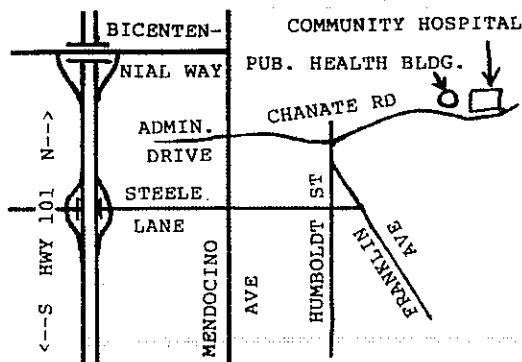 BICENTEN-
NIAL WAY
COMMUNITY HOSPITAL
PUB. HEALTH BLDG.
CHANATE RD
ADMIN.
DRIVE
STEELE
LANE
<--S HWY 101 N-->
MENDOCINO
AVE
HUMBOLDT ST
FRANKLIN
AVE